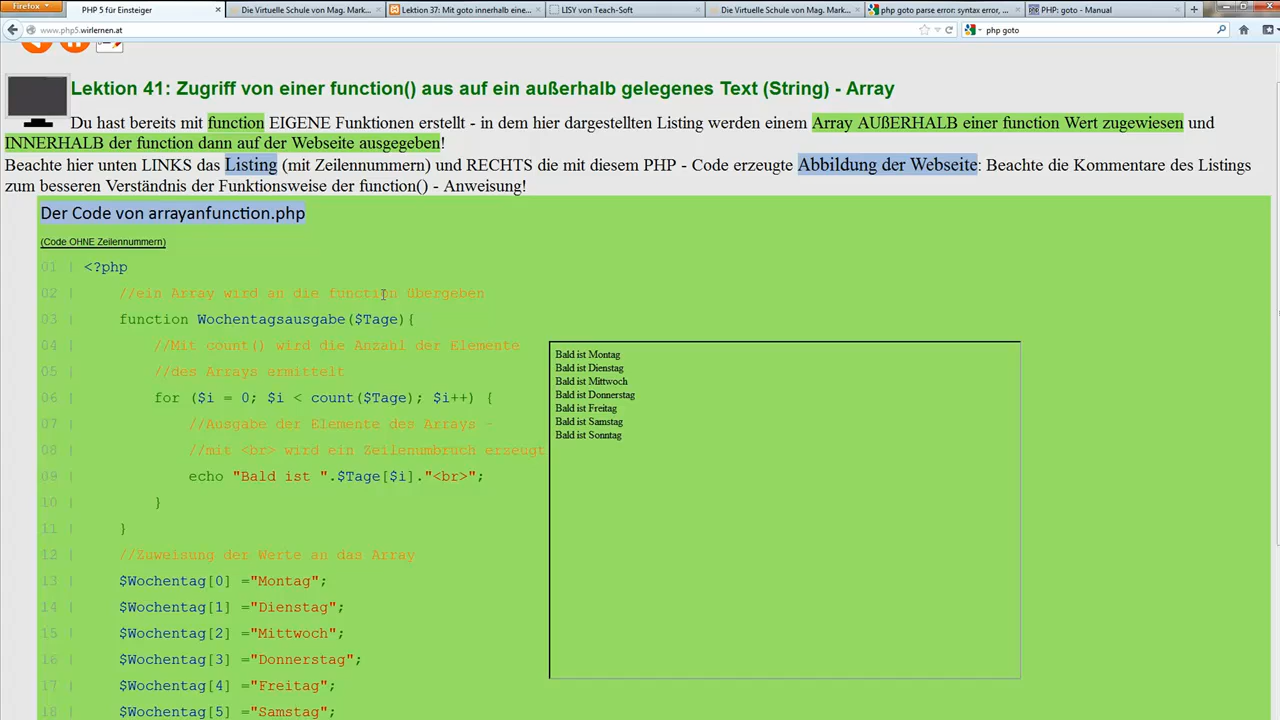 Firefox
PHP 5 für Einsteiger
Die Virtuelle Schule von Mag. Mark...
Lektion 37: Mit goto innerhalb eine...
LISY von Teach-Soft
Die Virtuelle Schule von Mag. Mark...
php goto parse error: syntax error, ...
PHP: goto - Manual
www.php5.wirlernen.at
php goto
Lektion 41: Zugriff von einer function() aus auf ein außerhalb gelegenes Text (String) - Array
Du hast bereits mit function EIGENE Funktionen erstellt - in dem hier dargestellten Listing werden einem Array AUßERHALB einer function Wert zugewiesen und
INNERHALB der function dann auf der Webseite ausgegeben!
Beachte hier unten LINKS das Listing (mit Zeilennummern) und RECHTS die mit diesem PHP - Code erzeugte Abbildung der Webseite: Beachte die Kommentare des Listings
zum besseren Verständnis der Funktionsweise der function() - Anweisung!
Der Code von arrayanfunction.php
(Code OHNE Zeilennummern)
01 | <?php
02 | //ein Array wird an die function übergeben
03 | function Wochentagsausgabe($Tage){
04 | //Mit count() wird die Anzahl der Elemente
05 | //des Arrays ermittelt
06 | for ($i = 0; $i < count($Tage); $i++) {
07 | //Ausgabe der Elemente des Arrays -
08 | //mit <br> wird ein Zeilenumbruch erzeugt
09 | echo "Bald ist ".$Tage[$i]."<br>";
10 | }
11 | }
12 | //Zuweisung der Werte an das Array
13 | $Wochentag[0] ="Montag";
14 | $Wochentag[1] ="Dienstag";
15 | $Wochentag[2] ="Mittwoch";
16 | $Wochentag[3] ="Donnerstag";
17 | $Wochentag[4] ="Freitag";
18 | $Wochentag[5] ="Samstag";
Bald ist Montag
Bald ist Dienstag
Bald ist Mittwoch
Bald ist Donnerstag
Bald ist Freitag
Bald ist Samstag
Bald ist Sonntag